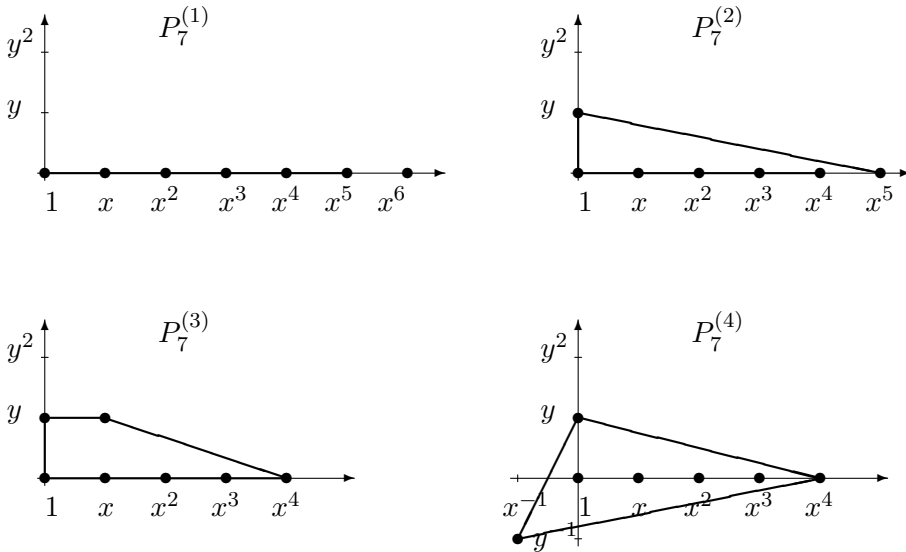 P_7^{(1)}
y^2
y
1 x x^2 x^3 x^4 x^5 x^6
P_7^{(2)}
y^2
y
1 x x^2 x^3 x^4 x^5
P_7^{(3)}
y^2
y
1 x x^2 x^3 x^4
P_7^{(4)}
y^2
y
x^{-1} 1 x x^2 x^3 x^4
y^{-1}